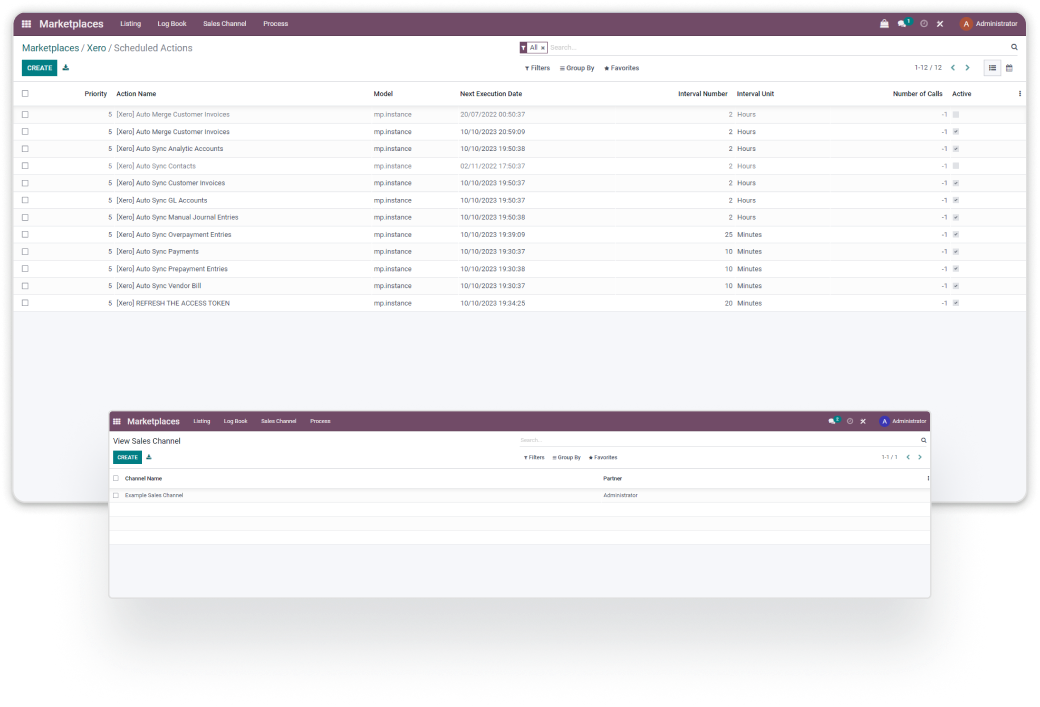 Marketplaces Listing Log Book Sales Channel Process 1 A Administrator
Marketplaces / Xero / Scheduled Actions All × Search...
CREATE Filters Group By Favorites 1-12 / 12
Priority Action Name Model Next Execution Date Interval Number Interval Unit Number of Calls Active
5 [Xero] Auto Merge Customer Invoices mp.instance 20/07/2022 00:50:37 2 Hours -1
5 [Xero] Auto Merge Customer Invoices mp.instance 10/10/2023 20:59:09 2 Hours -1
5 [Xero] Auto Sync Analytic Accounts mp.instance 10/10/2023 19:50:38 2 Hours -1
5 [Xero] Auto Sync Contacts mp.instance 02/11/2022 17:50:37 2 Hours -1
5 [Xero] Auto Sync Customer Invoices mp.instance 10/10/2023 19:50:37 2 Hours -1
5 [Xero] Auto Sync GL Accounts mp.instance 10/10/2023 19:50:37 2 Hours -1
5 [Xero] Auto Sync Manual Journal Entries mp.instance 10/10/2023 19:50:38 2 Hours -1
5 [Xero] Auto Sync Overpayment Entries mp.instance 10/10/2023 19:39:09 25 Minutes -1
5 [Xero] Auto Sync Payments mp.instance 10/10/2023 19:30:37 10 Minutes -1
5 [Xero] Auto Sync Prepayment Entries mp.instance 10/10/2023 19:30:38 10 Minutes -1
5 [Xero] Auto Sync Vendor Bill mp.instance 10/10/2023 19:30:37 10 Minutes -1
5 [Xero] REFRESH THE ACCESS TOKEN mp.instance 10/10/2023 19:34:25 20 Minutes -1
Marketplaces Listing Log Book Sales Channel Process A Administrator
View Sales Channel Search...
CREATE Filters Group By Favorites 1-1 / 1
Channel Name Partner
Example Sales Channel Administrator